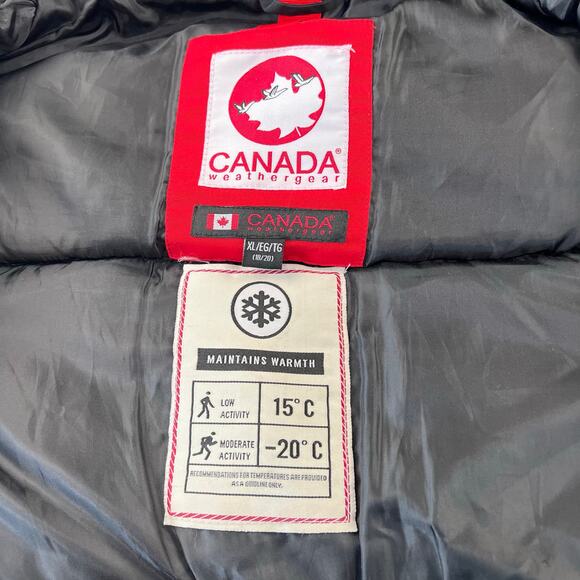 CANADA®
weathergear
CANADA®
weathergear
XL/EG/TG
(18/20)
MAINTAINS WARMTH
LOW ACTIVITY 15°C
MODERATE ACTIVITY -20°C
RECOMMENDATIONS FOR TEMPERATURES ARE PROVIDED
AS A GUIDLINE ONLY.